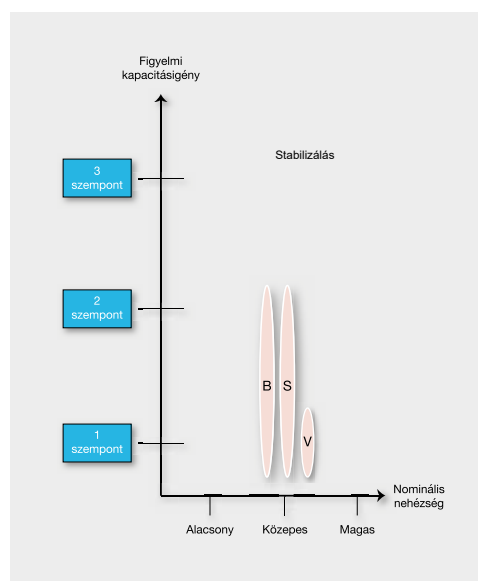 Figyelmi
kapacitásigény
Stabilizálás
3
szempont
2
szempont
B
S
1
szempont
V
Nominális
nehézség
Alacsony
Közepes
Magas